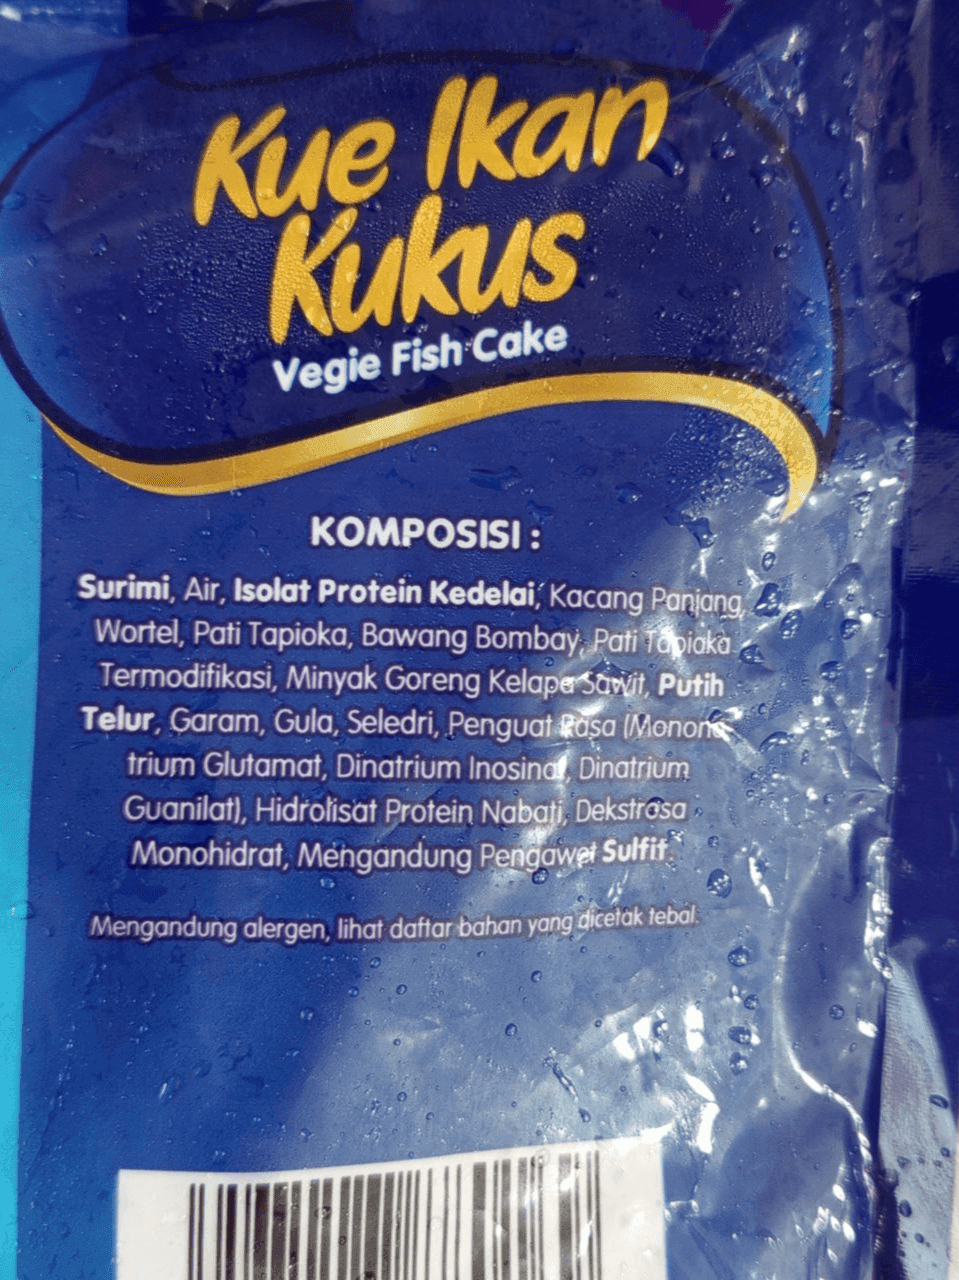 Kue Ikan
Kukus
Vegie Fish Cake
KOMPOSISI :
Surimi, Air, Isolat Protein Kedelai, Kacang Panjang,
Wortel, Pati Tapioka, Bawang Bombay, Pati Tapioka
Termodifikasi, Minyak Goreng Kelapa Sawit, Putih
Telur, Garam, Gula, Seledri, Penguat Rasa (Monona-
trium Glutamat, Dinatrium Inosinat, Dinatrium
Guanilat), Hidrolisat Protein Nabati, Dekstrosa
Monohidrat, Mengandung Pengawet Sulfit.
Mengandung alergen, lihat daftar bahan yang dicetak tebal.